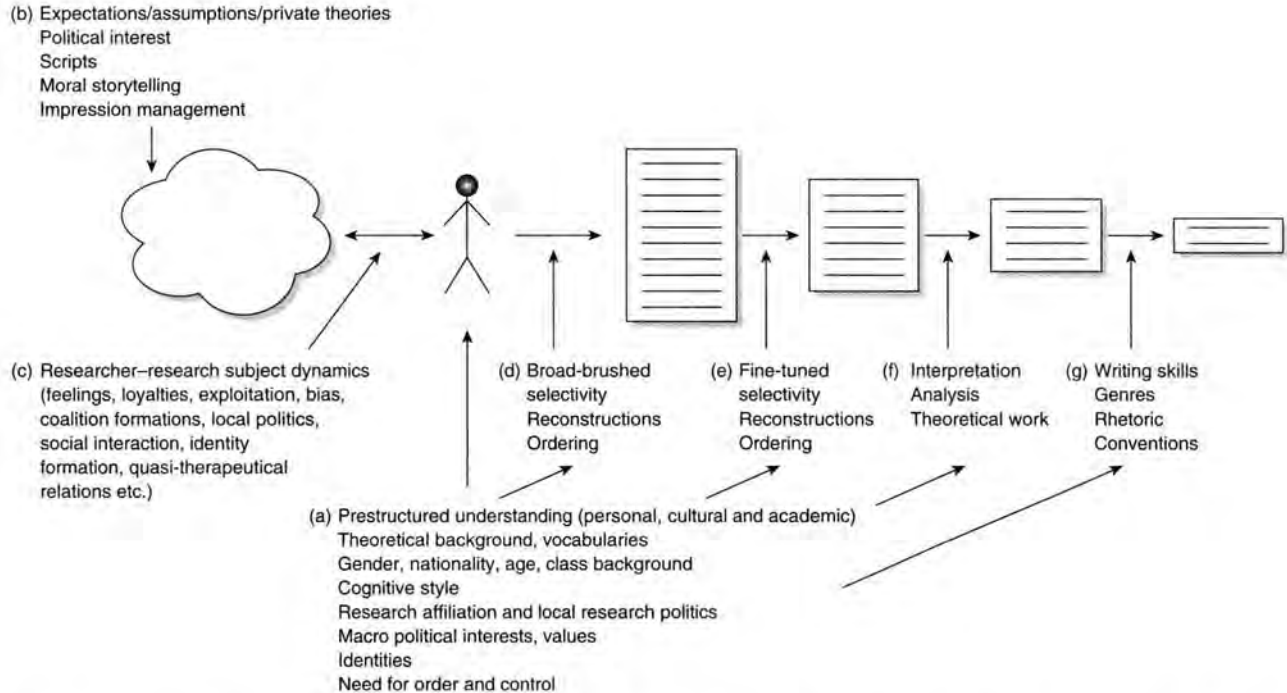 (b) Expectations/assumptions/private theories
Political interest
Scripts
Moral storytelling
Impression management
(c) Researcher–research subject dynamics
(feelings, loyalties, exploitation, bias,
coalition formations, local politics,
social interaction, identity
formation, quasi-therapeutical
relations etc.)
(d) Broad-brushed
selectivity
Reconstructions
Ordering
(e) Fine-tuned
selectivity
Reconstructions
Ordering
(f) Interpretation
Analysis
Theoretical work
(g) Writing skills
Genres
Rhetoric
Conventions
(a) Prestructured understanding (personal, cultural and academic)
Theoretical background, vocabularies
Gender, nationality, age, class background
Cognitive style
Research affiliation and local research politics
Macro political interests, values
Identities
Need for order and control